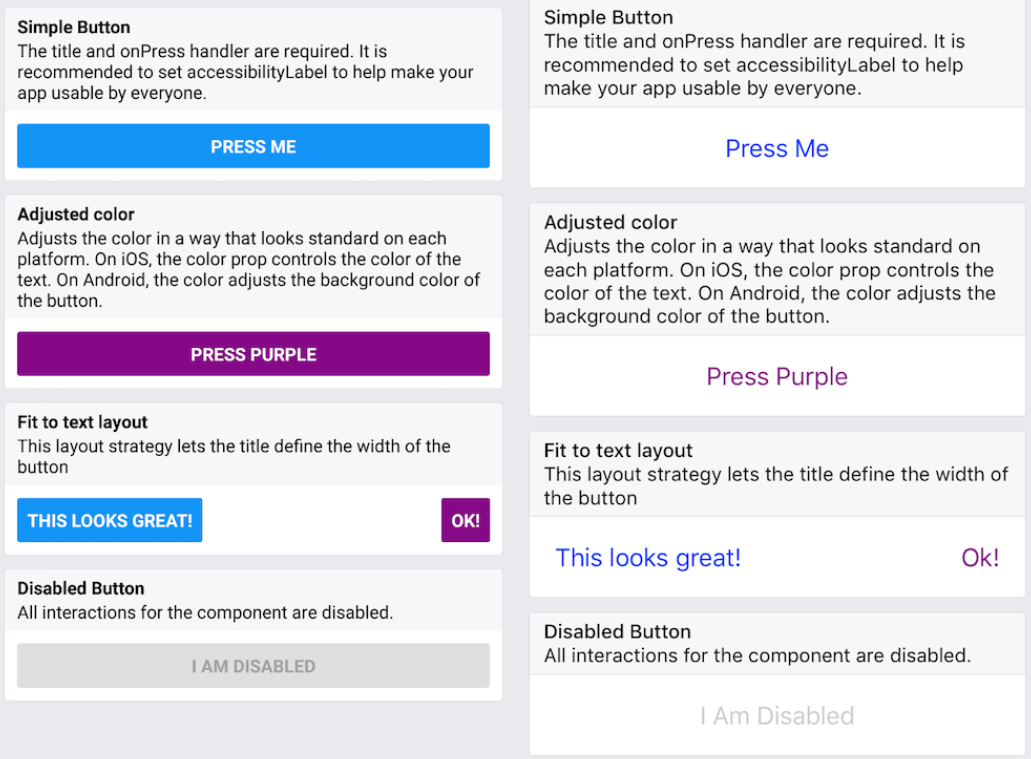 Simple Button
The title and onPress handler are required. It is
recommended to set accessibilityLabel to help make your
app usable by everyone.
PRESS ME
Adjusted color
Adjusts the color in a way that looks standard on each
platform. On iOS, the color prop controls the color of the
text. On Android, the color adjusts the background color of
the button.
PRESS PURPLE
Fit to text layout
This layout strategy lets the title define the width of the
button
THIS LOOKS GREAT! OK!
Disabled Button
All interactions for the component are disabled.
I AM DISABLED
Simple Button
The title and onPress handler are required. It is
recommended to set accessibilityLabel to help
make your app usable by everyone.
Press Me
Adjusted color
Adjusts the color in a way that looks standard on
each platform. On iOS, the color prop controls the
color of the text. On Android, the color adjusts the
background color of the button.
Press Purple
Fit to text layout
This layout strategy lets the title define the width of
the button
This looks great! Ok!
Disabled Button
All interactions for the component are disabled.
I Am Disabled